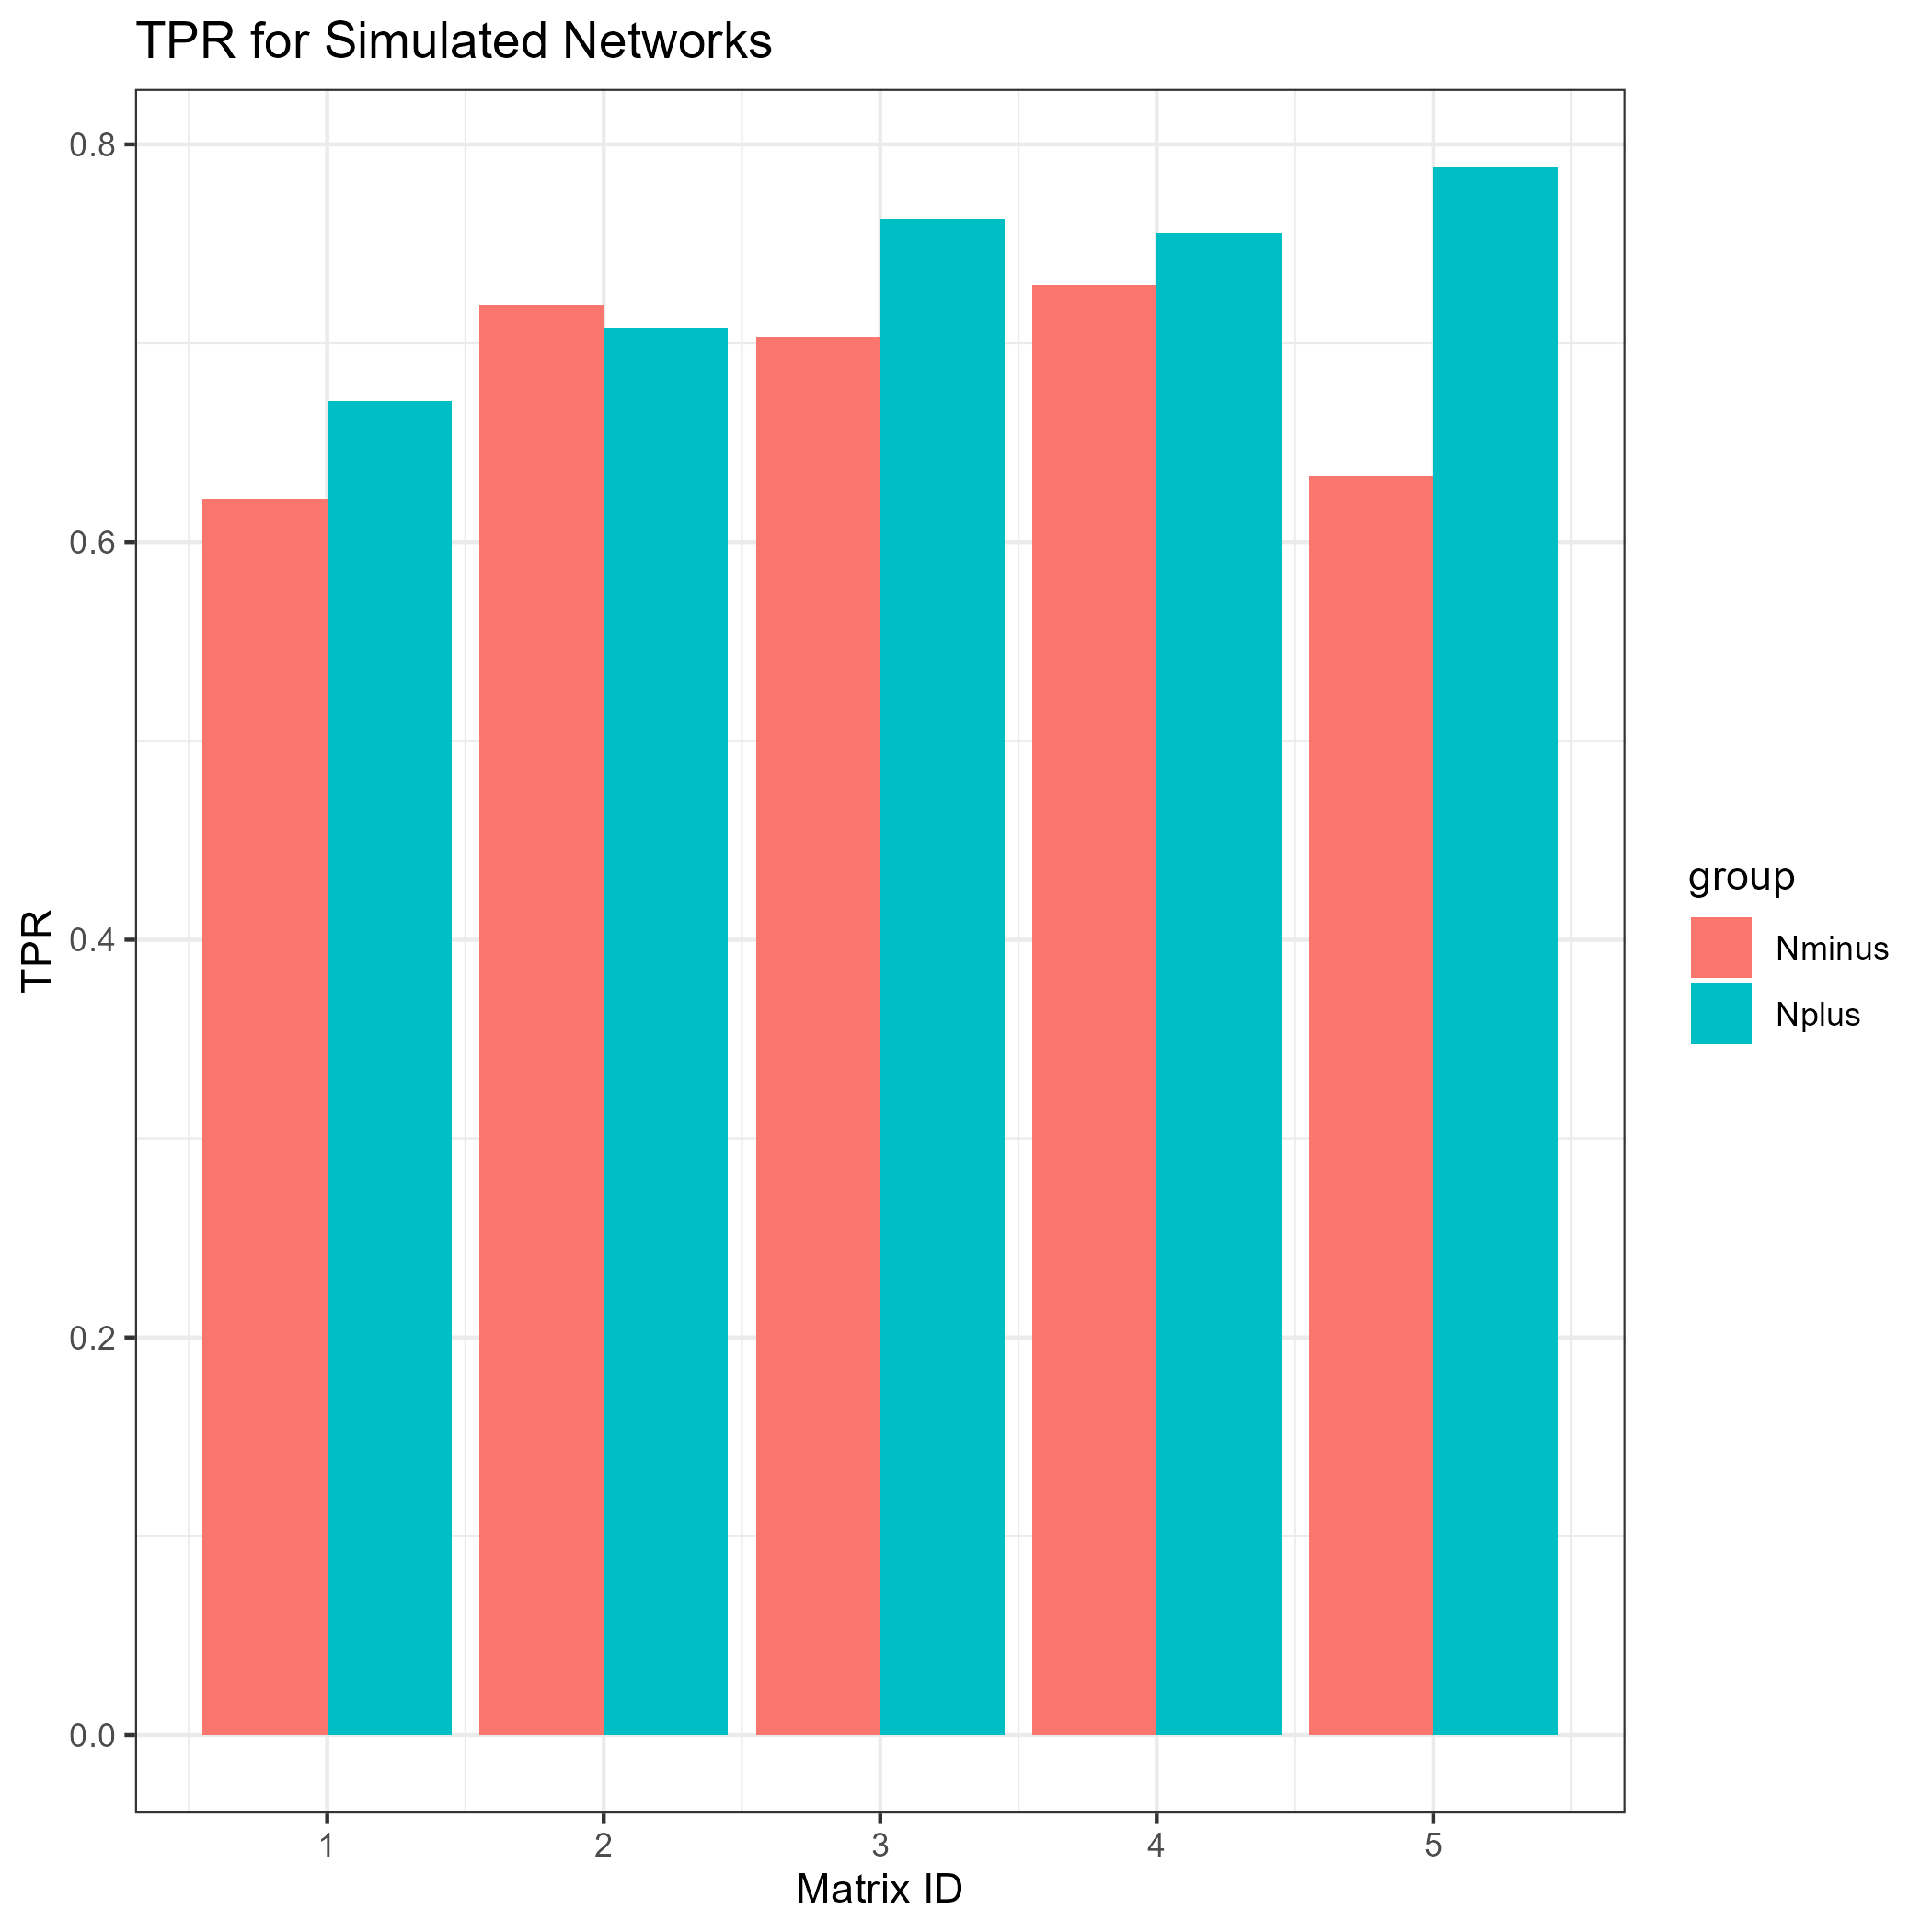 TPR for Simulated Networks
TPR
0.8
0.6
0.4
0.2
0.0
1 2 3 4 5
Matrix ID
group
Nminus
Nplus